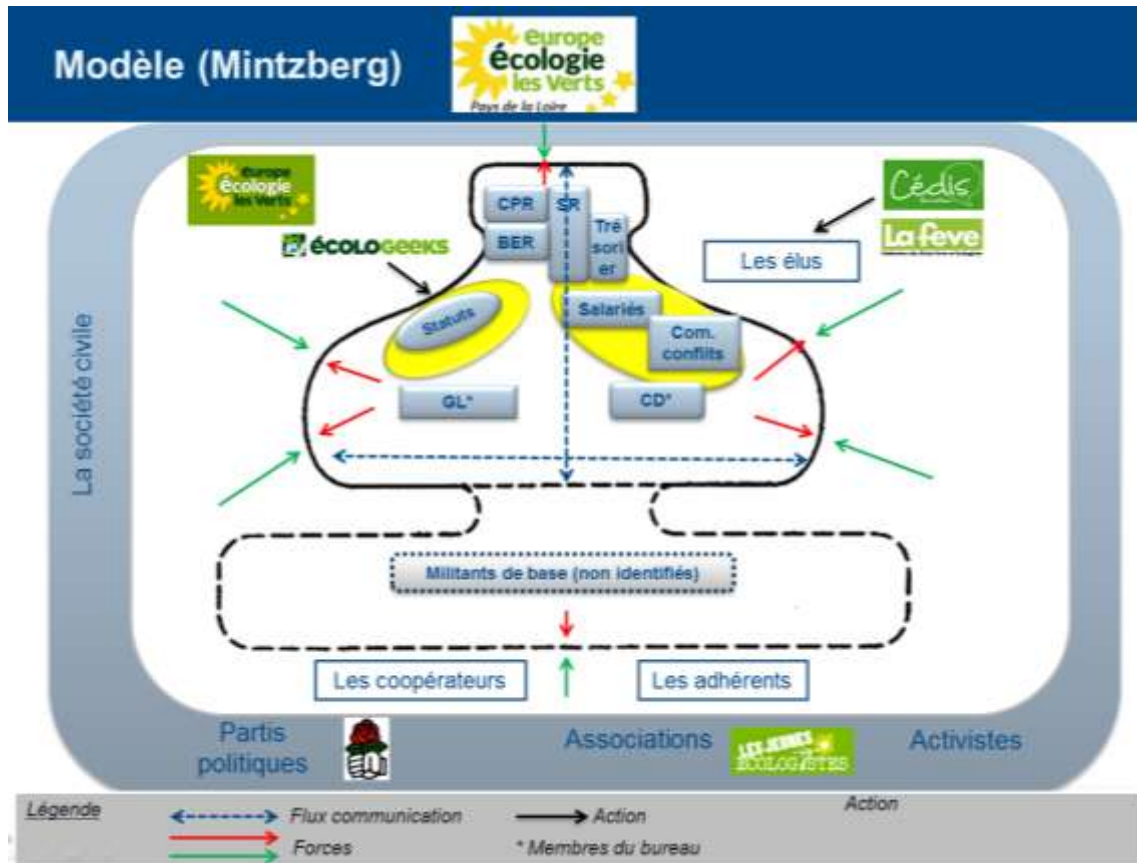 Modèle (Mintzberg)
europe
écologie
les Verts
Pays de la Loire
europe
écologie
les Verts
CPR
SR
BER
Tré
sori
er
écoloGEEKS
Cédis
La feve
Les élus
Statuts
Salariés
Com.
conflits
GL*
CD*
La société civile
Militants de base (non identifiés)
Les coopérateurs
Les adhérents
Partis
politiques
Associations
LES JEUNES
ÉCOLOGISTES
Activistes
Légende
Flux communication
Action
Action
Forces
* Membres du bureau